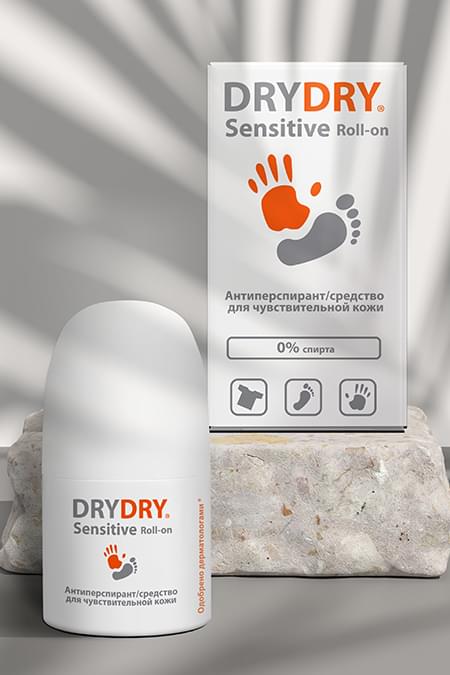 DRYDRY®
Sensitive Roll-on
Антиперспирант/средство
для чувствительной кожи
0% спирта
DRYDRY®
Sensitive Roll-on
Антиперспирант/средство
для чувствительной кожи
Одобрено дерматологами*